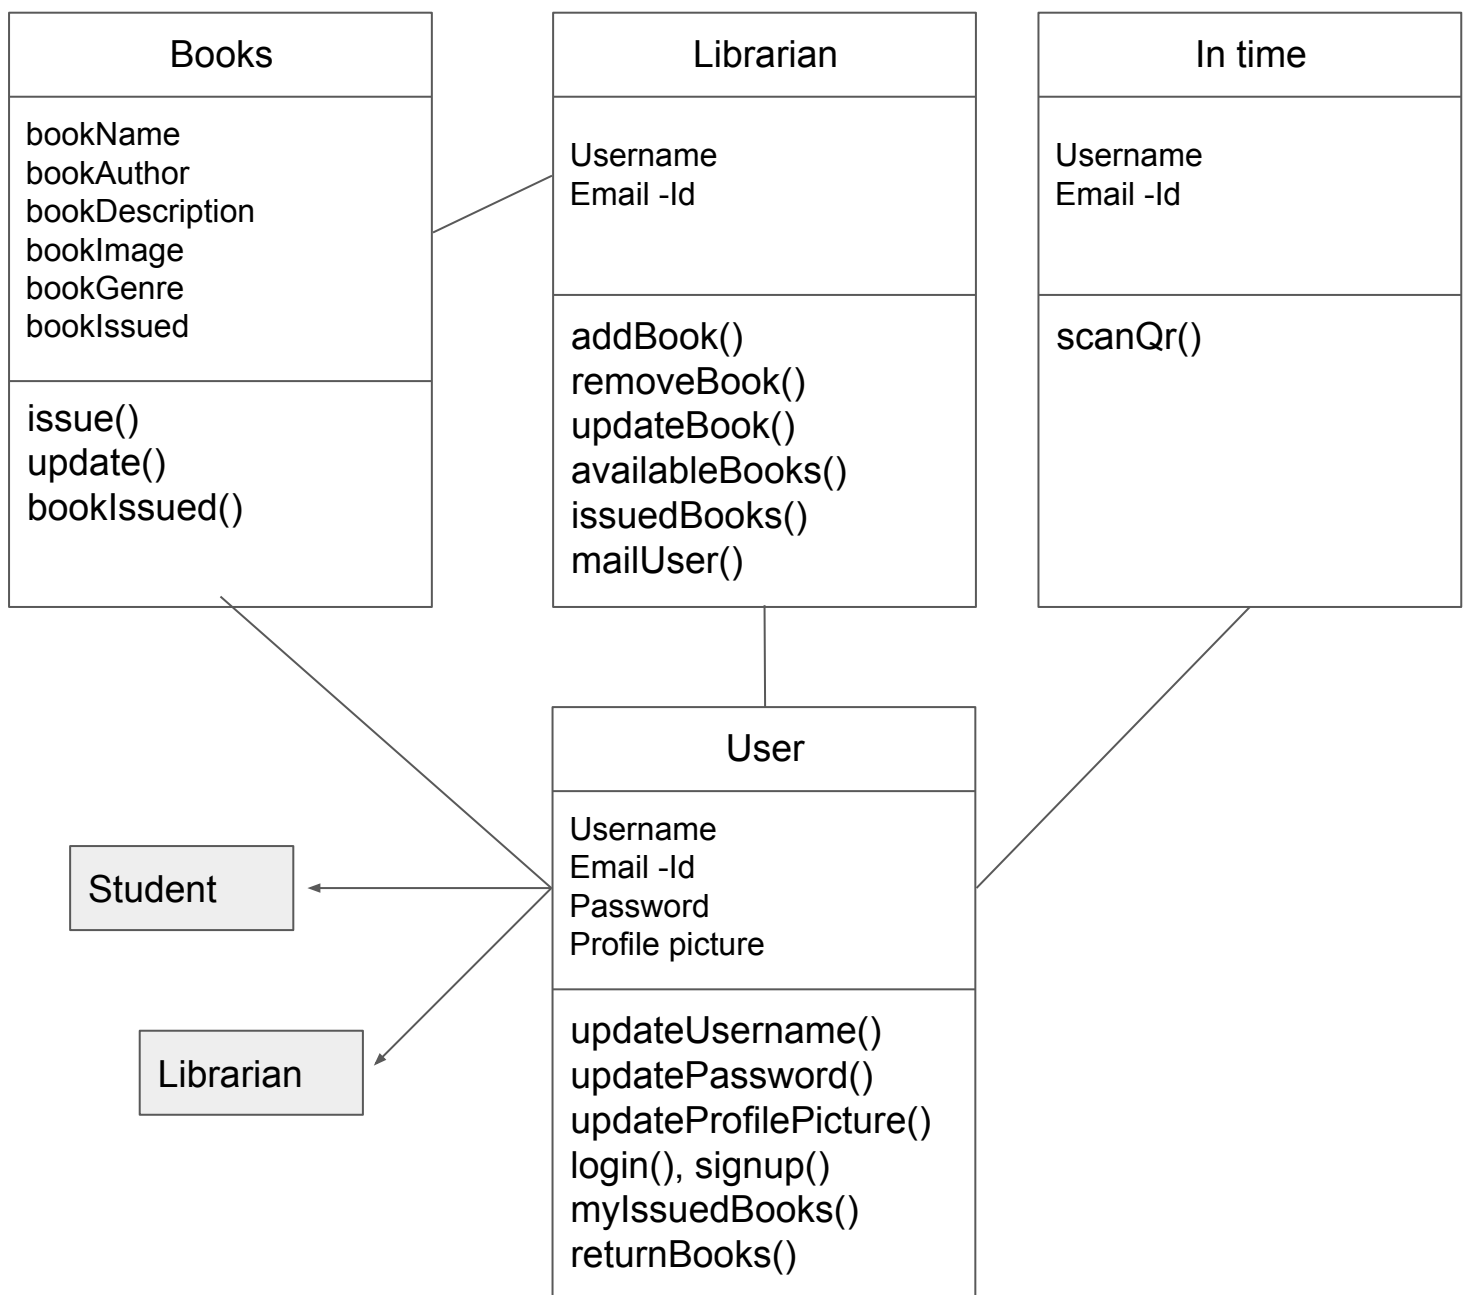 Books
bookName
bookAuthor
bookDescription
bookImage
bookGenre
bookIssued
issue()
update()
bookIssued()
Librarian
Username
Email -Id
addBook()
removeBook()
updateBook()
availableBooks()
issuedBooks()
mailUser()
In time
Username
Email -Id
scanQr()
User
Username
Email -Id
Password
Profile picture
updateUsername()
updatePassword()
updateProfilePicture()
login(), signup()
myIssuedBooks()
returnBooks()
Student
Librarian